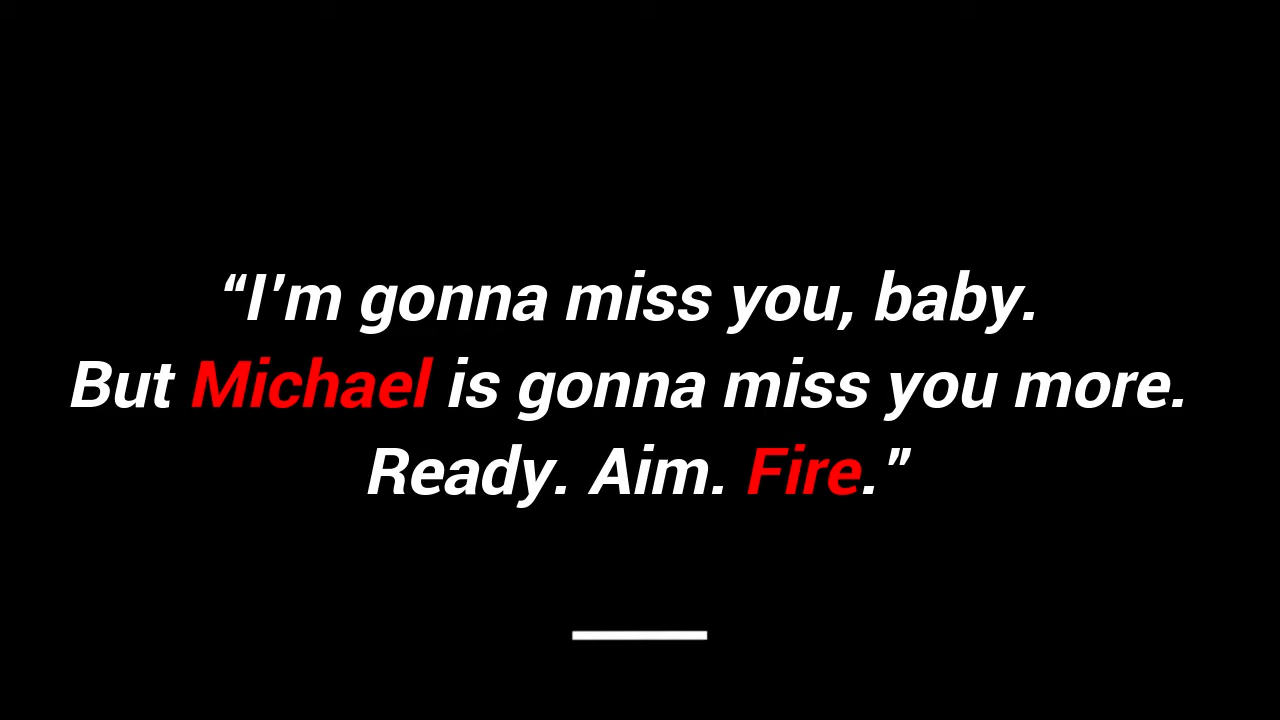 “I’m gonna miss you, baby.
But Michael is gonna miss you more.
Ready. Aim. Fire.”